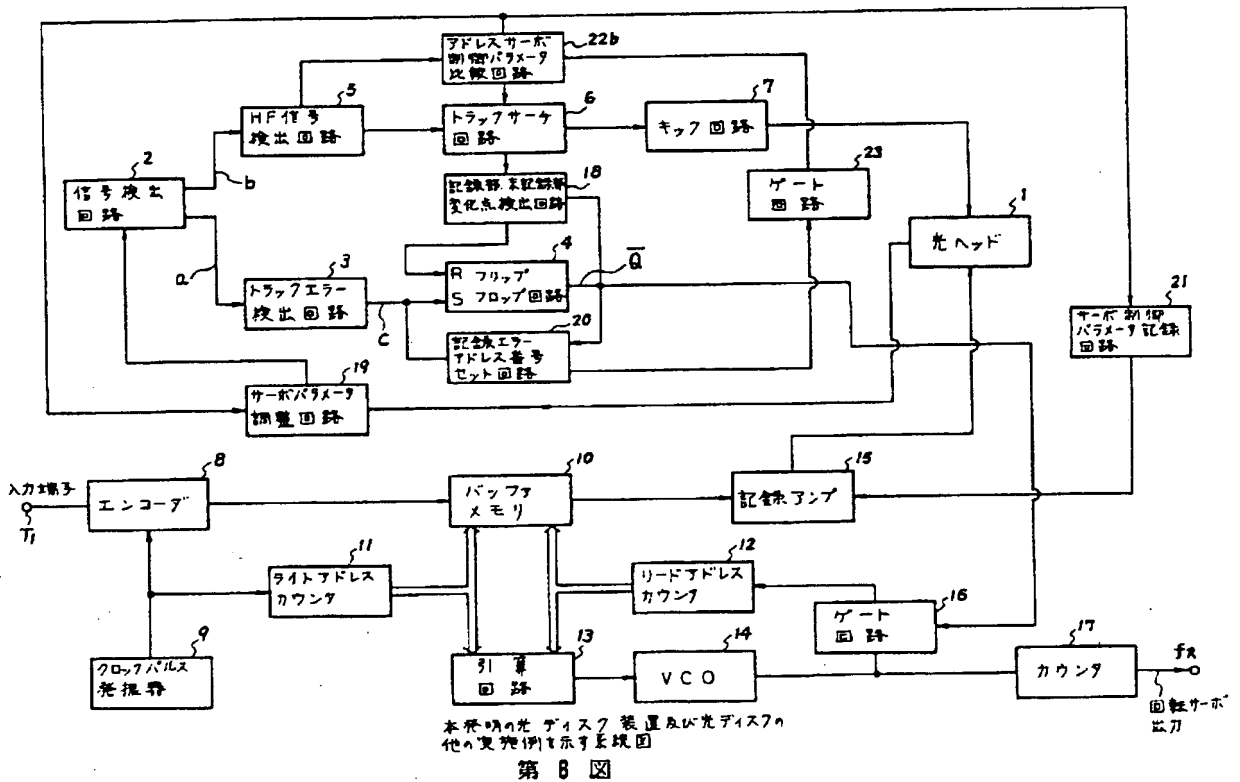 アドレスサーボ
制御パラメータ
比較回路
22b
HF信号
検出回路
5
トラックサーチ
回路
6
キック回路
7
信号検出
回路
2
b
a
記録部、未記録部
変化点検出回路
18
ゲート
回路
23
光ヘッド
1
トラックエラー
検出回路
3
c
R フリップ
S フロップ回路
4
Q̅
記録エラー
アドレス番号
セット回路
20
サーボ制御
パラメータ記録
回路
21
サーボパラメータ
調整回路
19
入力端子
T1
エンコーダ
8
バッファ
メモリ
10
記録アンプ
15
ライトアドレス
カウンタ
11
リードアドレス
カウンタ
12
ゲート
回路
16
クロックパルス
発振器
9
引算
回路
13
VCO
14
カウンタ
17
fR
回転サーボ
出力
本発明の光ディスク装置及び光ディスクの
他の実施例を示す系統図
第8図